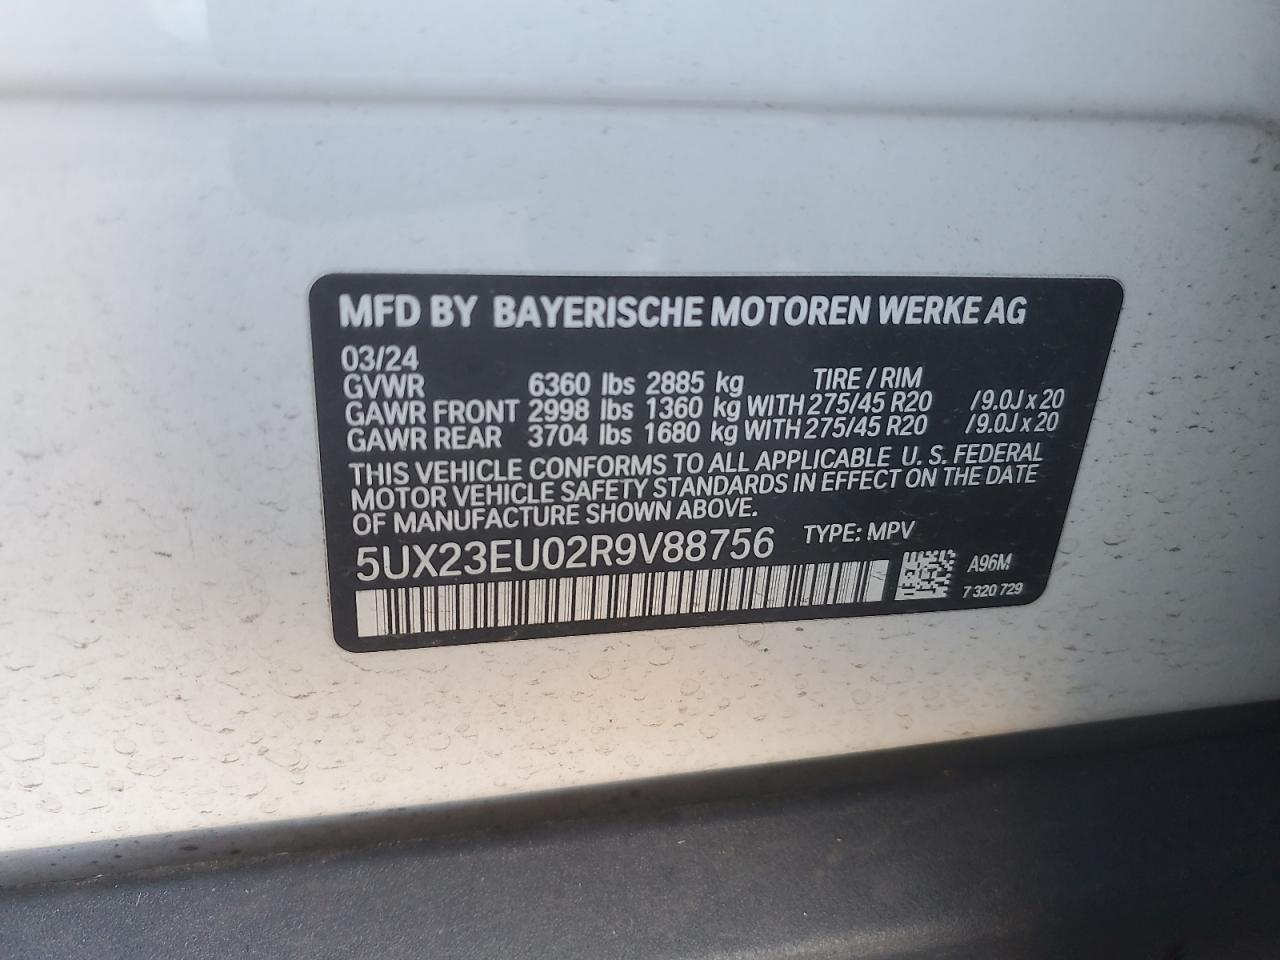 MFD BY BAYERISCHE MOTOREN WERKE AG
03/24
GVWR 6360 lbs 2885 kg TIRE / RIM
GAWR FRONT 2998 lbs 1360 kg WITH 275/45 R20 /9.0J x 20
GAWR REAR 3704 lbs 1680 kg WITH 275/45 R20 /9.0J x 20
THIS VEHICLE CONFORMS TO ALL APPLICABLE U. S. FEDERAL
MOTOR VEHICLE SAFETY STANDARDS IN EFFECT ON THE DATE
OF MANUFACTURE SHOWN ABOVE.
5UX23EU02R9V88756 TYPE: MPV
A96M
7 320 729